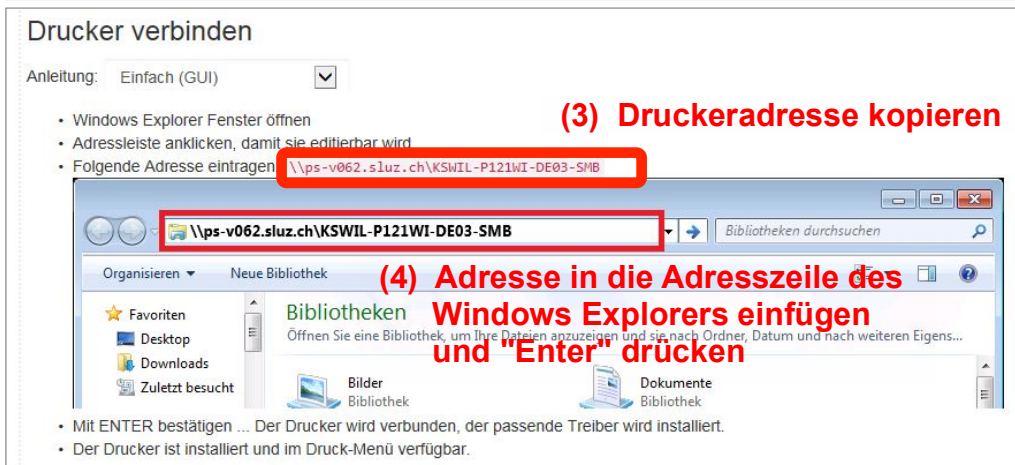 Drucker verbinden
Anleitung: Einfach (GUI)
(3) Druckeradresse kopieren
• Windows Explorer Fenster öffnen
• Adressleiste anklicken, damit sie editierbar wird
• Folgende Adresse eintragen \\ps-v062.sluz.ch\KSWIL-P121WI-DE03-SMB
\\ps-v062.sluz.ch\KSWIL-P121WI-DE03-SMB Bibliotheken durchsuchen
Organisieren Neue Bibliothek
(4) Adresse in die Adresszeile des
Windows Explorers einfügen
und "Enter" drücken
Favoriten
Desktop
Downloads
Zuletzt besucht
Bibliotheken
Öffnen Sie eine Bibliothek, um Ihre Dateien anzuzeigen und sie nach Ordner, Datum und nach weiteren Eigens...
Bilder
Bibliothek
Dokumente
Bibliothek
• Mit ENTER bestätigen ... Der Drucker wird verbunden, der passende Treiber wird installiert.
• Der Drucker ist installiert und im Druck-Menü verfügbar.